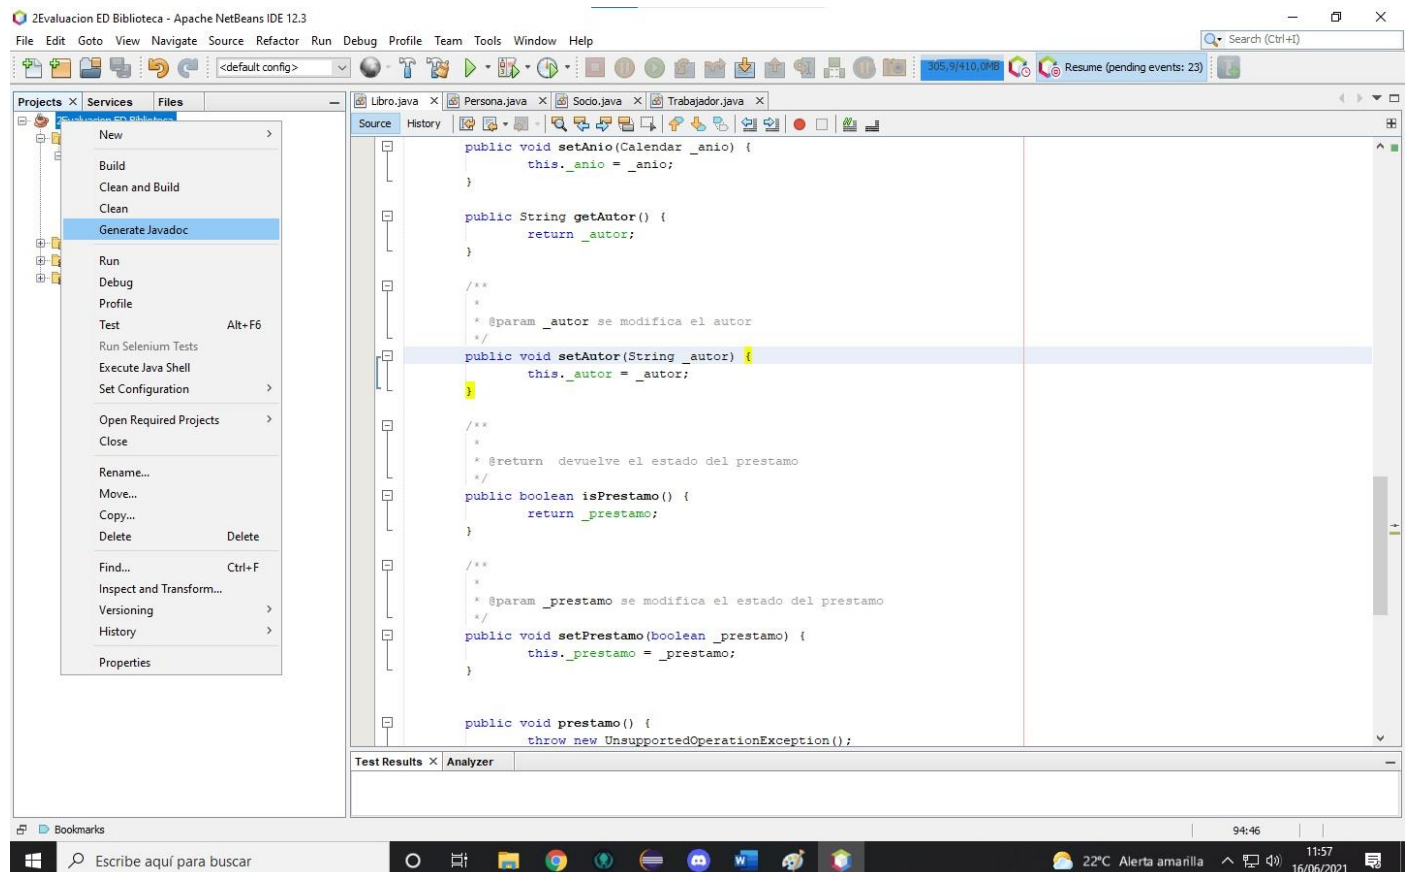 2Evaluacion ED Biblioteca - Apache NetBeans IDE 12.3
File Edit Goto View Navigate Source Refactor Run Debug Profile Team Tools Window Help
Search (Ctrl+I)
<default config>
305,9/410,0MB
Resume (pending events: 23)
Projects Services Files
Libro.java Persona.java Socio.java Trabajador.java
2Evaluacion ED Biblioteca
Source History
New
Build
Clean and Build
Clean
Generate Javadoc
Run
Debug
Profile
Test Alt+F6
Run Selenium Tests
Execute Java Shell
Set Configuration
Open Required Projects
Close
Rename...
Move...
Copy...
Delete Delete
Find... Ctrl+F
Inspect and Transform...
Versioning
History
Properties
public void setAnio(Calendar _anio) {
this._anio = _anio;
}
public String getAutor() {
return _autor;
}
/**
*
* @param _autor se modifica el autor
*/
public void setAutor(String _autor) {
this._autor = _autor;
}
/**
*
* @return devuelve el estado del prestamo
*/
public boolean isPrestamo() {
return _prestamo;
}
/**
*
* @param _prestamo se modifica el estado del prestamo
*/
public void setPrestamo(boolean _prestamo) {
this._prestamo = _prestamo;
}
public void prestamo() {
throw new UnsupportedOperationException();
Test Results Analyzer
Bookmarks
94:46
Escribe aquí para buscar
22°C Alerta amarilla
11:57
16/06/2021